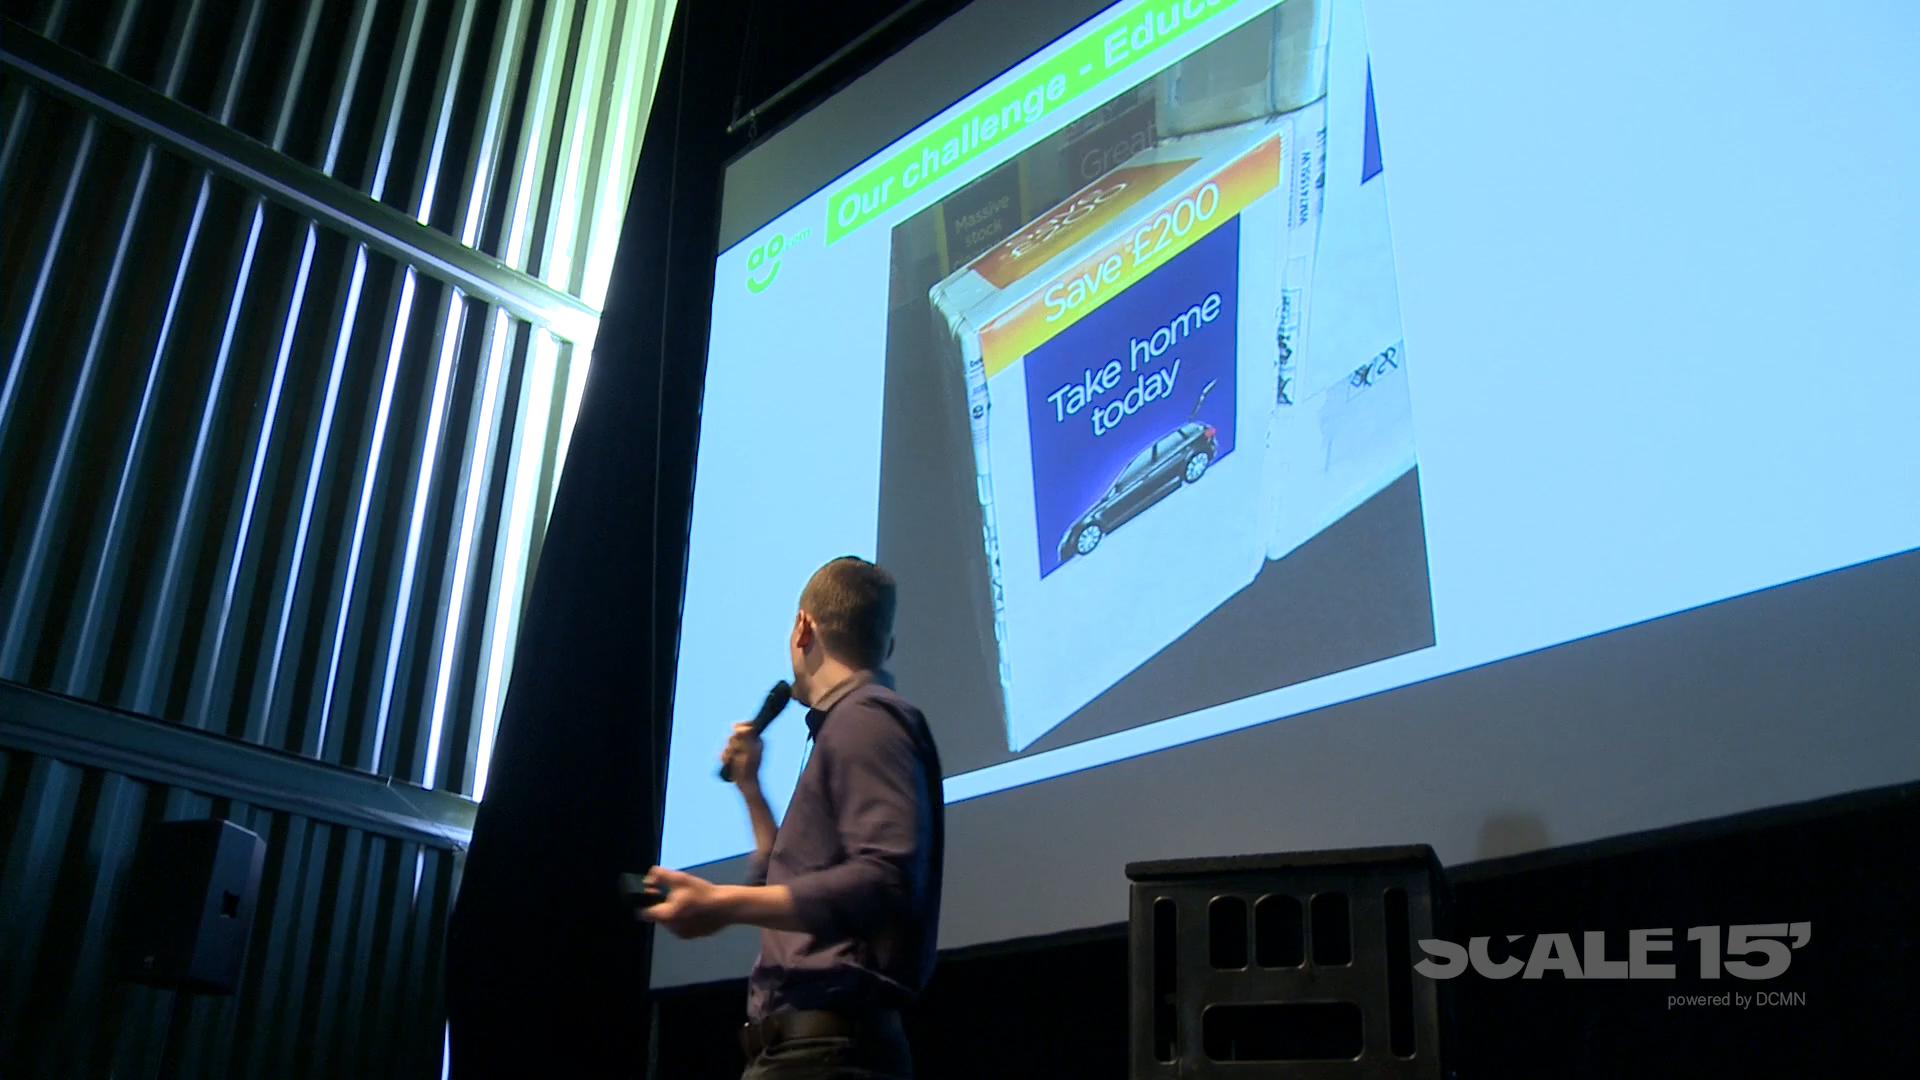 Our challenge - Educ
ao.com
Great
Massive
stock
Save £200
Take home
today
SCALE 15'
powered by DCMN